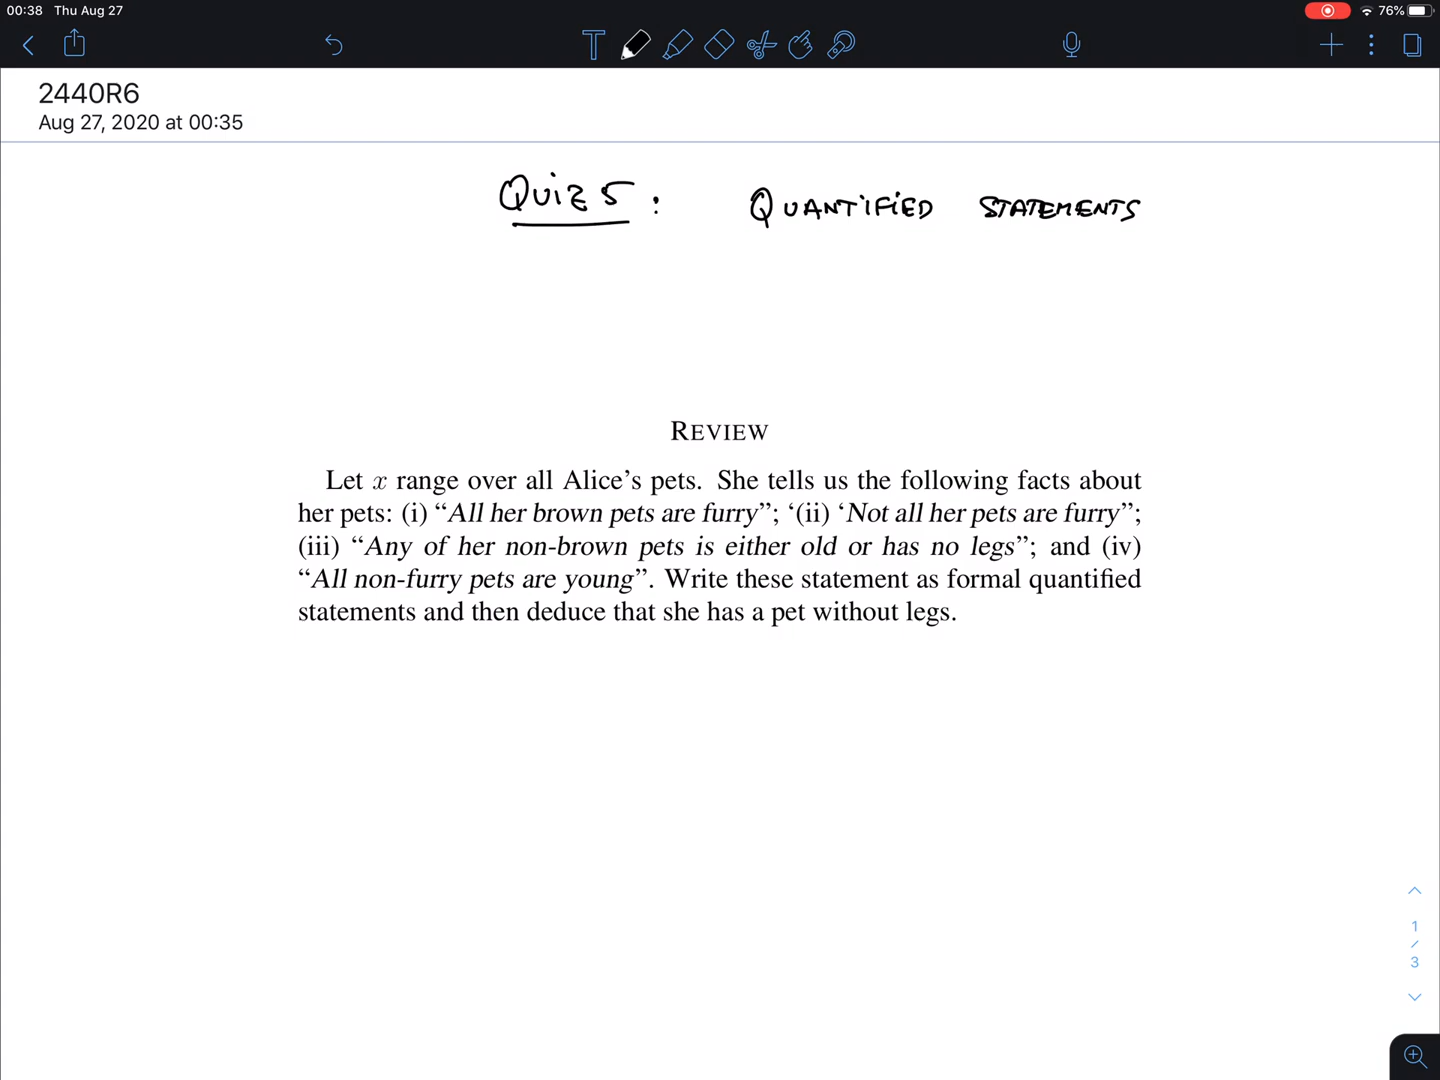 00:38 Thu Aug 27
76%
T
2440R6
Aug 27, 2020 at 00:35
Quiz 5 : QUANTIFIED STATEMENTS
REVIEW
Let x range over all Alice’s pets. She tells us the following facts about
her pets: (i) “All her brown pets are furry”; ‘(ii) ‘Not all her pets are furry”;
(iii) “Any of her non-brown pets is either old or has no legs”; and (iv)
“All non-furry pets are young”. Write these statement as formal quantified
statements and then deduce that she has a pet without legs.
1
/
3